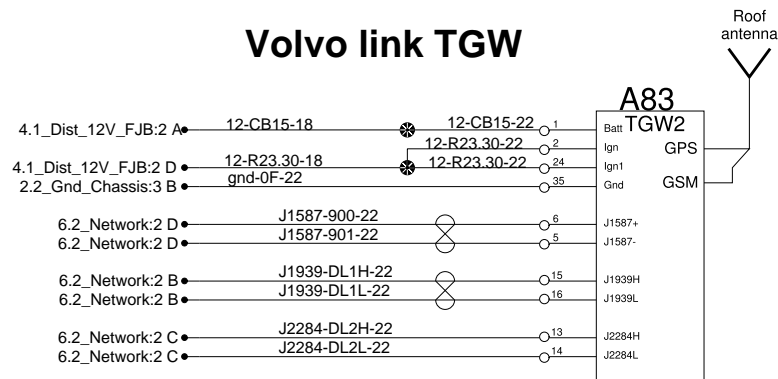 Roof
antenna
Volvo link TGW
A83
TGW2
4.1_Dist_12V_FJB:2 A 12-CB15-18 12-CB15-22 1 Batt
12-R23.30-22 2 Ign GPS
4.1_Dist_12V_FJB:2 D 12-R23.30-18 12-R23.30-22 24 Ign1
2.2_Gnd_Chassis:3 B gnd-0F-22 35 Gnd GSM
6.2_Network:2 D J1587-900-22 6 J1587+
6.2_Network:2 D J1587-901-22 5 J1587-
6.2_Network:2 B J1939-DL1H-22 15 J1939H
6.2_Network:2 B J1939-DL1L-22 16 J1939L
6.2_Network:2 C J2284-DL2H-22 13 J2284H
6.2_Network:2 C J2284-DL2L-22 14 J2284L